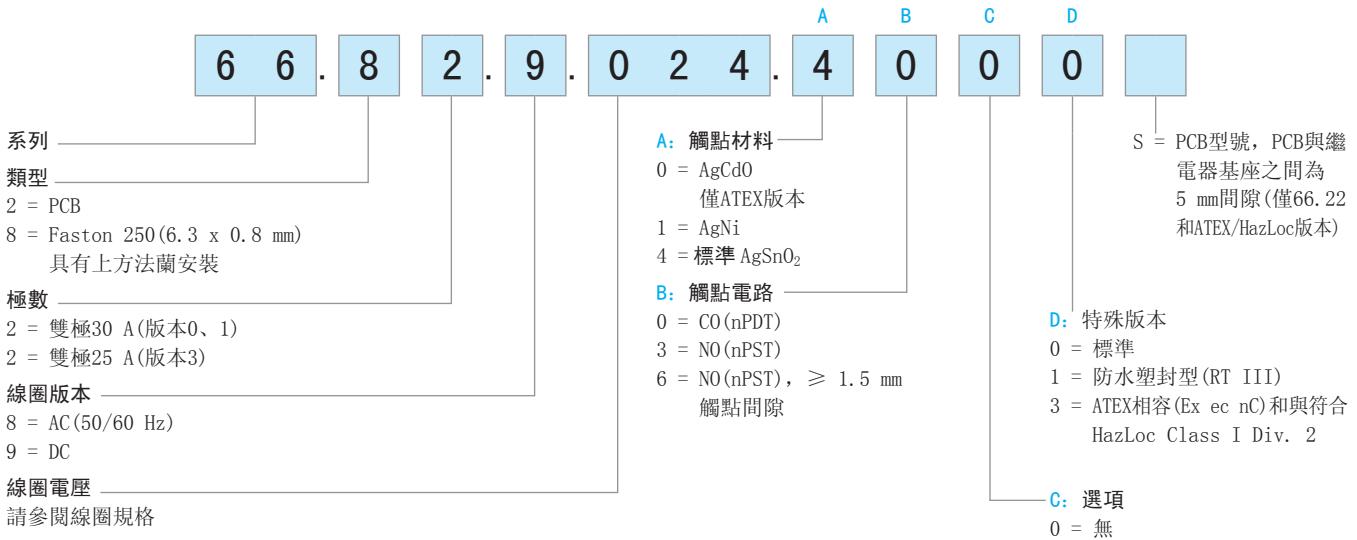 A B C D
6 6 . 8 2 . 9 . 0 2 4 . 4 0 0 0
系列
類型
2 = PCB
8 = Faston 250(6.3 x 0.8 mm)
具有上方法蘭安裝
極數
2 = 雙極30 A(版本0、1)
2 = 雙極25 A(版本3)
線圈版本
8 = AC(50/60 Hz)
9 = DC
線圈電壓
請參閱線圈規格
A: 觸點材料
0 = AgCdO
僅ATEX版本
1 = AgNi
4 =標準 AgSnO₂
B: 觸點電路
0 = CO(nPDT)
3 = NO(nPST)
6 = NO(nPST), ≥ 1.5 mm
觸點間隙
S = PCB型號, PCB與繼
電器基座之間為
5 mm間隙(僅66.22
和ATEX/HazLoc版本)
D: 特殊版本
0 = 標準
1 = 防水塑封型(RT III)
3 = ATEX相容(Ex ec nC)和與符合
HazLoc Class I Div. 2
C: 選項
0 = 無